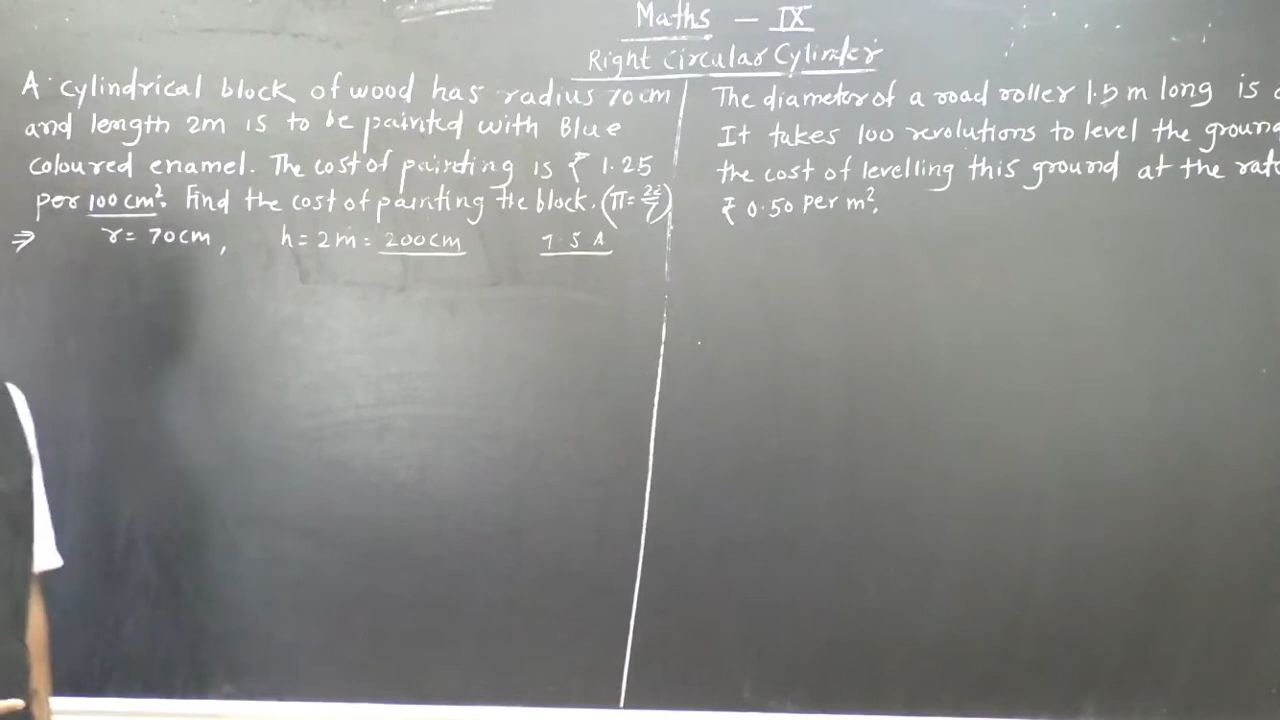 Maths - IX
Right Circular Cylinder
A cylindrical block of wood has radius 70 cm
and length 2m is to be painted with Blue
coloured enamel. The cost of painting is ₹ 1.25
per 100 cm². Find the cost of painting the block. (π = 22/7)
⇒ r = 70cm, h = 2m = 200cm T.S.A
The diameter of a road roller 1.5 m long is
It takes 100 revolutions to level the ground
the cost of levelling this ground at the rate
₹ 0.50 per m².